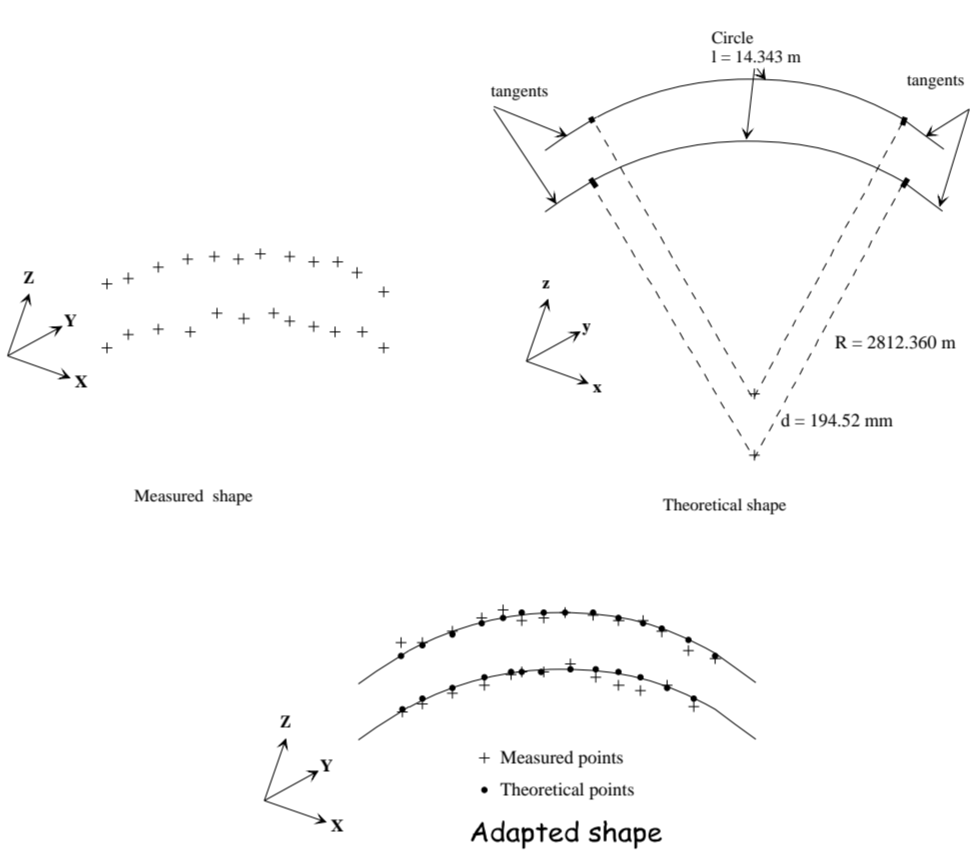 Circle
l = 14.343 m
tangents
tangents
Z
Y
X
z
y
x
R = 2812.360 m
d = 194.52 mm
Measured shape
Theoretical shape
Z
Y
X
Measured points
Theoretical points
Adapted shape